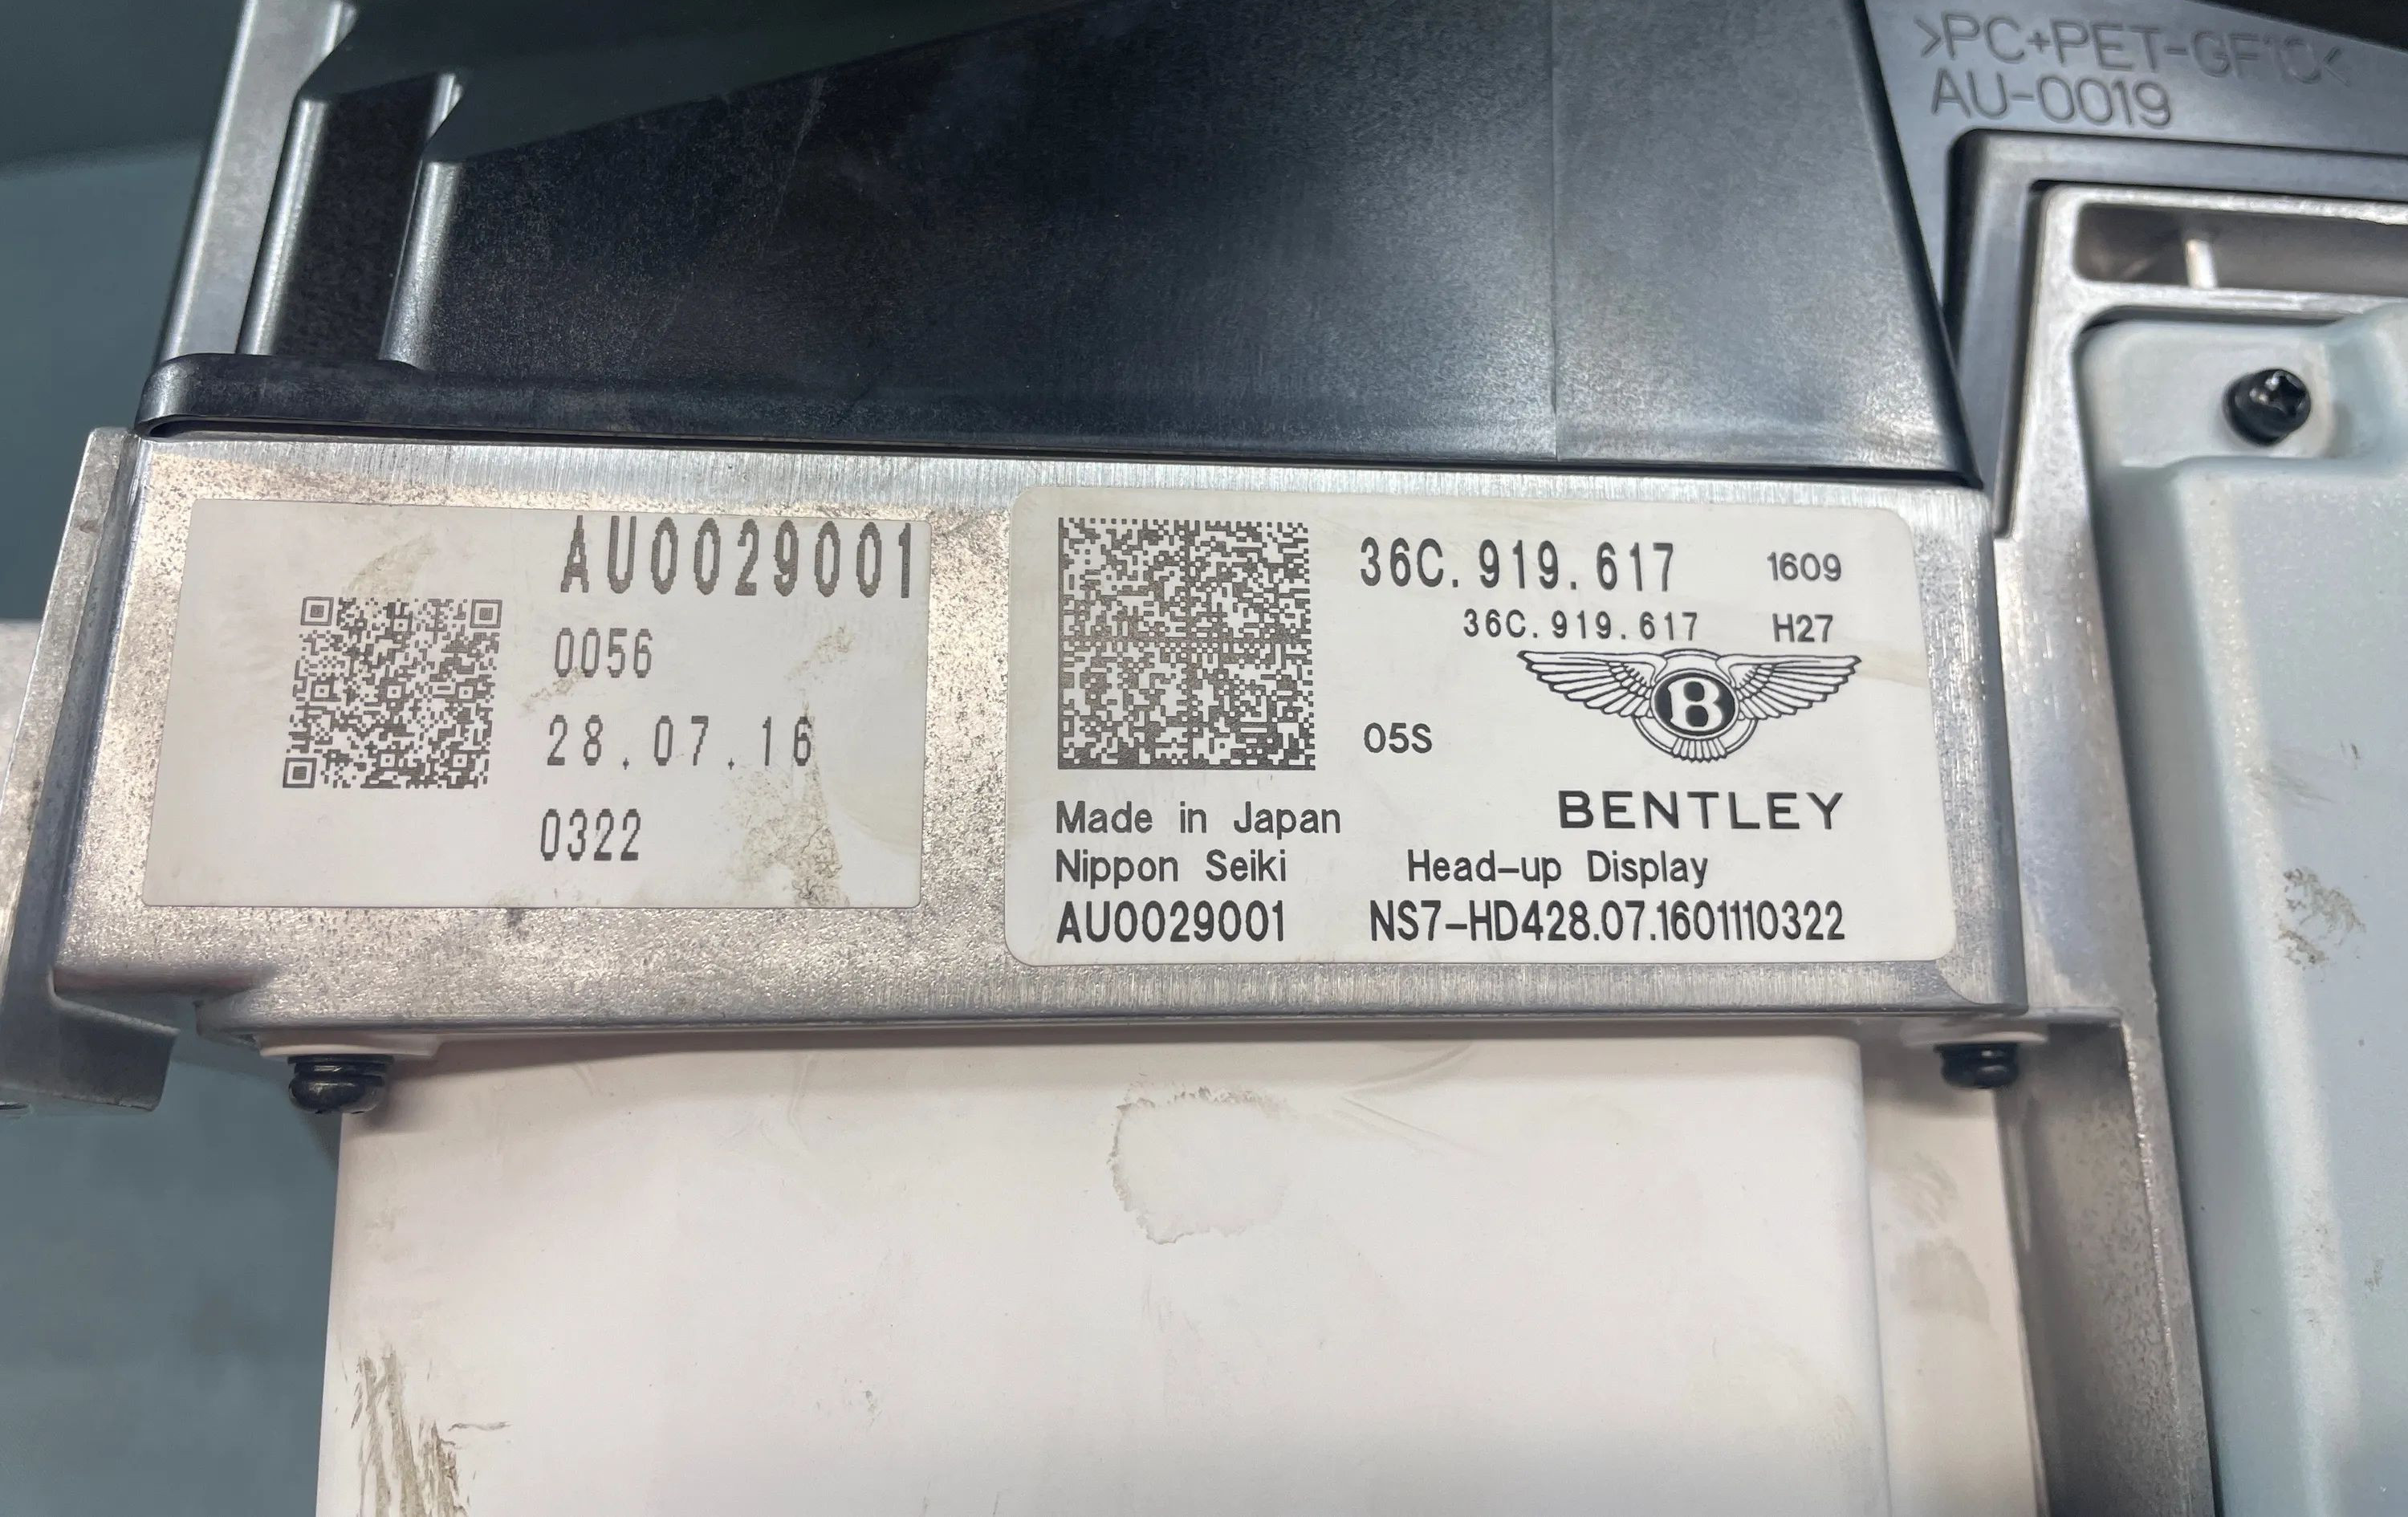 >PC+PET-GF10<
AU-0019
AU0029001
0056
28.07.16
0322
36C.919.617 1609
36C.919.617 H27
B
05S
BENTLEY
Made in Japan
Nippon Seiki Head-up Display
AU0029001 NS7-HD428.07.1601110322